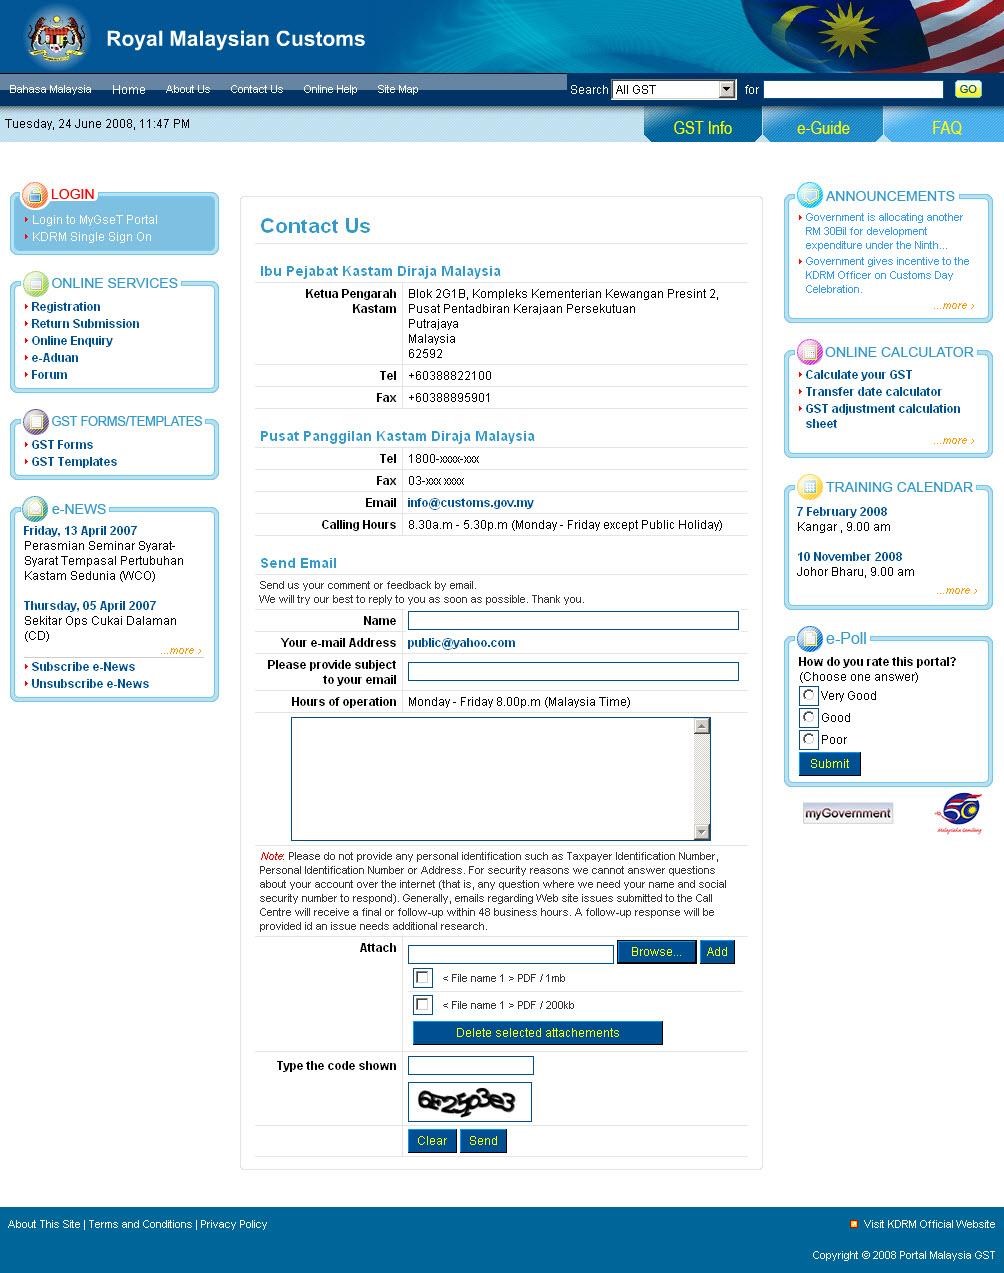 Royal Malaysian Customs
Bahasa Malaysia Home About Us Contact Us Online Help Site Map
Search All GST for GO
Tuesday, 24 June 2008, 11:47 PM
GST Info e-Guide FAQ
LOGIN
Login to MyGseT Portal
KDRM Single Sign On
ONLINE SERVICES
Registration
Return Submission
Online Enquiry
e-Aduan
Forum
GST FORMS/TEMPLATES
GST Forms
GST Templates
e-NEWS
Friday, 13 April 2007
Perasmian Seminar Syarat-
Syarat Tempasal Pertubuhan
Kastam Sedunia (WCO)
Thursday, 05 April 2007
Sekitar Ops Cukai Dalaman
(CD)
...more ›
Subscribe e-News
Unsubscribe e-News
Contact Us
Ibu Pejabat Kastam Diraja Malaysia
Ketua Pengarah
Kastam
Blok 2G1B, Kompleks Kementerian Kewangan Presint 2,
Pusat Pentadbiran Kerajaan Persekutuan
Putrajaya
Malaysia
62592
Tel +60388822100
Fax +60388895901
Pusat Panggilan Kastam Diraja Malaysia
Tel 1800-xxxx-xxx
Fax 03-xxx xxxx
Email info@customs.gov.my
Calling Hours 8.30a.m - 5.30p.m (Monday - Friday except Public Holiday)
Send Email
Send us your comment or feedback by email.
We will try our best to reply to you as soon as possible. Thank you.
Name
Your e-mail Address public@yahoo.com
Please provide subject
to your email
Hours of operation Monday - Friday 8.00p.m (Malaysia Time)
Note: Please do not provide any personal identification such as Taxpayer Identification Number,
Personal Identification Number or Address. For security reasons we cannot answer questions
about your account over the internet (that is, any question where we need your name and social
security number to respond). Generally, emails regarding Web site issues submitted to the Call
Centre will receive a final or follow-up within 48 business hours. A follow-up response will be
provided id an issue needs additional research.
Attach Browse... Add
< File name 1 > PDF / 1mb
< File name 1 > PDF / 200kb
Delete selected attachements
Type the code shown
6F25p3e3
Clear Send
ANNOUNCEMENTS
Government is allocating another
RM 30Bil for development
expenditure under the Ninth...
Government gives incentive to the
KDRM Officer on Customs Day
Celebration.
...more ›
ONLINE CALCULATOR
Calculate your GST
Transfer date calculator
GST adjustment calculation
sheet
...more ›
TRAINING CALENDAR
7 February 2008
Kangar , 9.00 am
10 November 2008
Johor Bharu, 9.00 am
...more ›
e-Poll
How do you rate this portal?
(Choose one answer)
Very Good
Good
Poor
Submit
myGovernment
50
Malaysiaku Gemilang
About This Site | Terms and Conditions | Privacy Policy
Visit KDRM Official Website
Copyright © 2008 Portal Malaysia GST